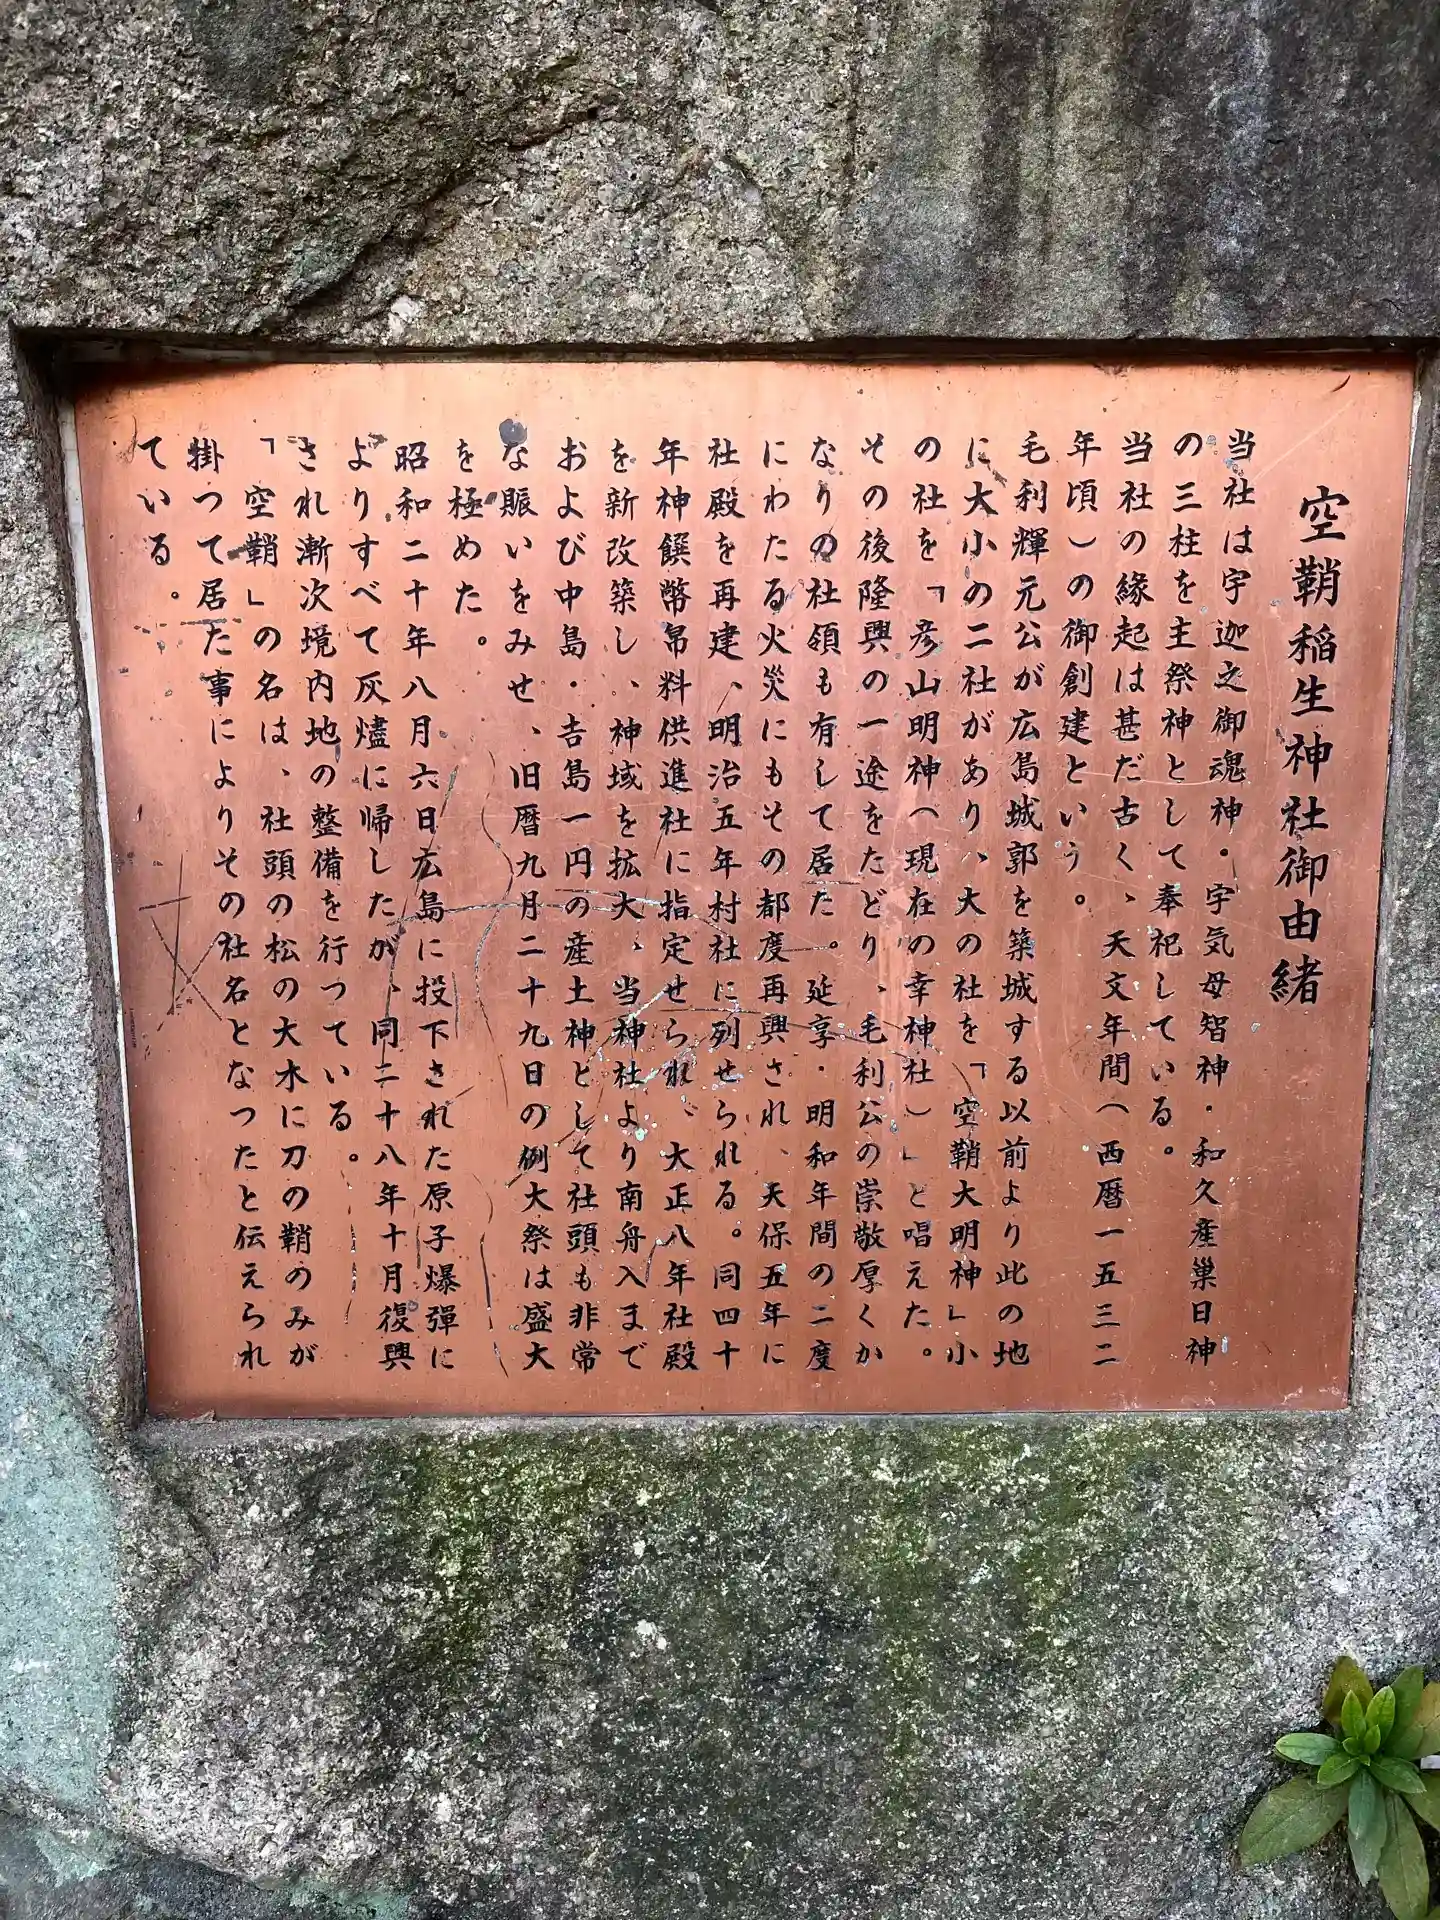 空鞘稲生神社御由緒
当社は宇迦之御魂神・宇気母智神・和久産巣日神
の三柱を主祭神として奉祀している。
当社の縁起は甚だ古く、天文年間(西暦一五三二
年頃)の御創建という。
毛利輝元公が広島城郭を築城する以前より此の地
に大小の二社があり、大の社を「空鞘大明神」小
の社を「彦山明神(現在の幸神社)」と唱えた。
その後隆興の一途をたどり、毛利公の崇敬厚くか
なりの社領も有して居た。延享・明和年間の二度
にわたる火災にもその都度再興され、天保五年に
社殿を再建、明治五年村社に列せられる。同四十
年神饌幣帛料供進社に指定せられ、大正八年社殿
を新改築し、神域を拡大、当神社より南舟入まで
および中島・吉島一円の産土神として社頭も非常
な賑いをみせ、旧暦九月二十九日の例大祭は盛大
を極めた。
昭和二十年八月六日広島に投下された原子爆弾に
よりすべて灰燼に帰したが、同二十八年十月復興
され漸次境内地の整備を行っている。
「空鞘」の名は、社頭の松の大木に刀の鞘のみが
掛つて居た事によりその社名となつたと伝えられ
ている。